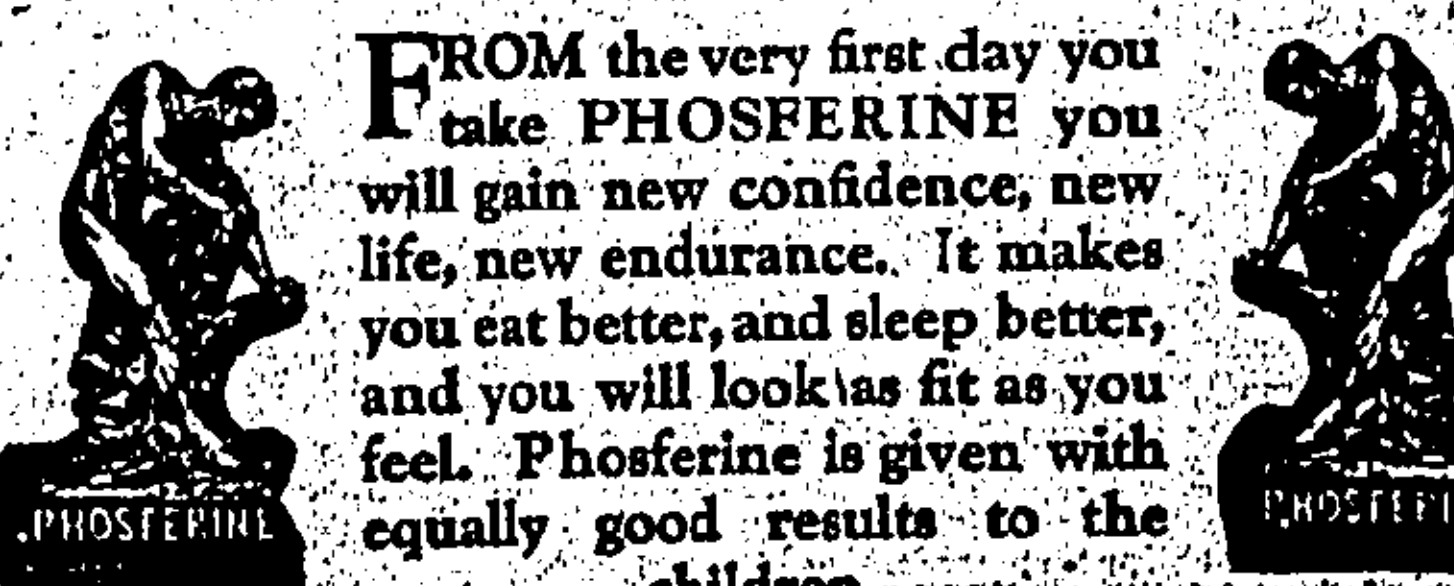 FROM the very first day you
take PHOSFERINE you
will gain new confidence, new
life, new endurance. It makes
you eat better, and sleep better,
and you will look as fit as you
feel. Phosferine is given with
equally good results to the
children
PHOSFERINE
PHOSFERI